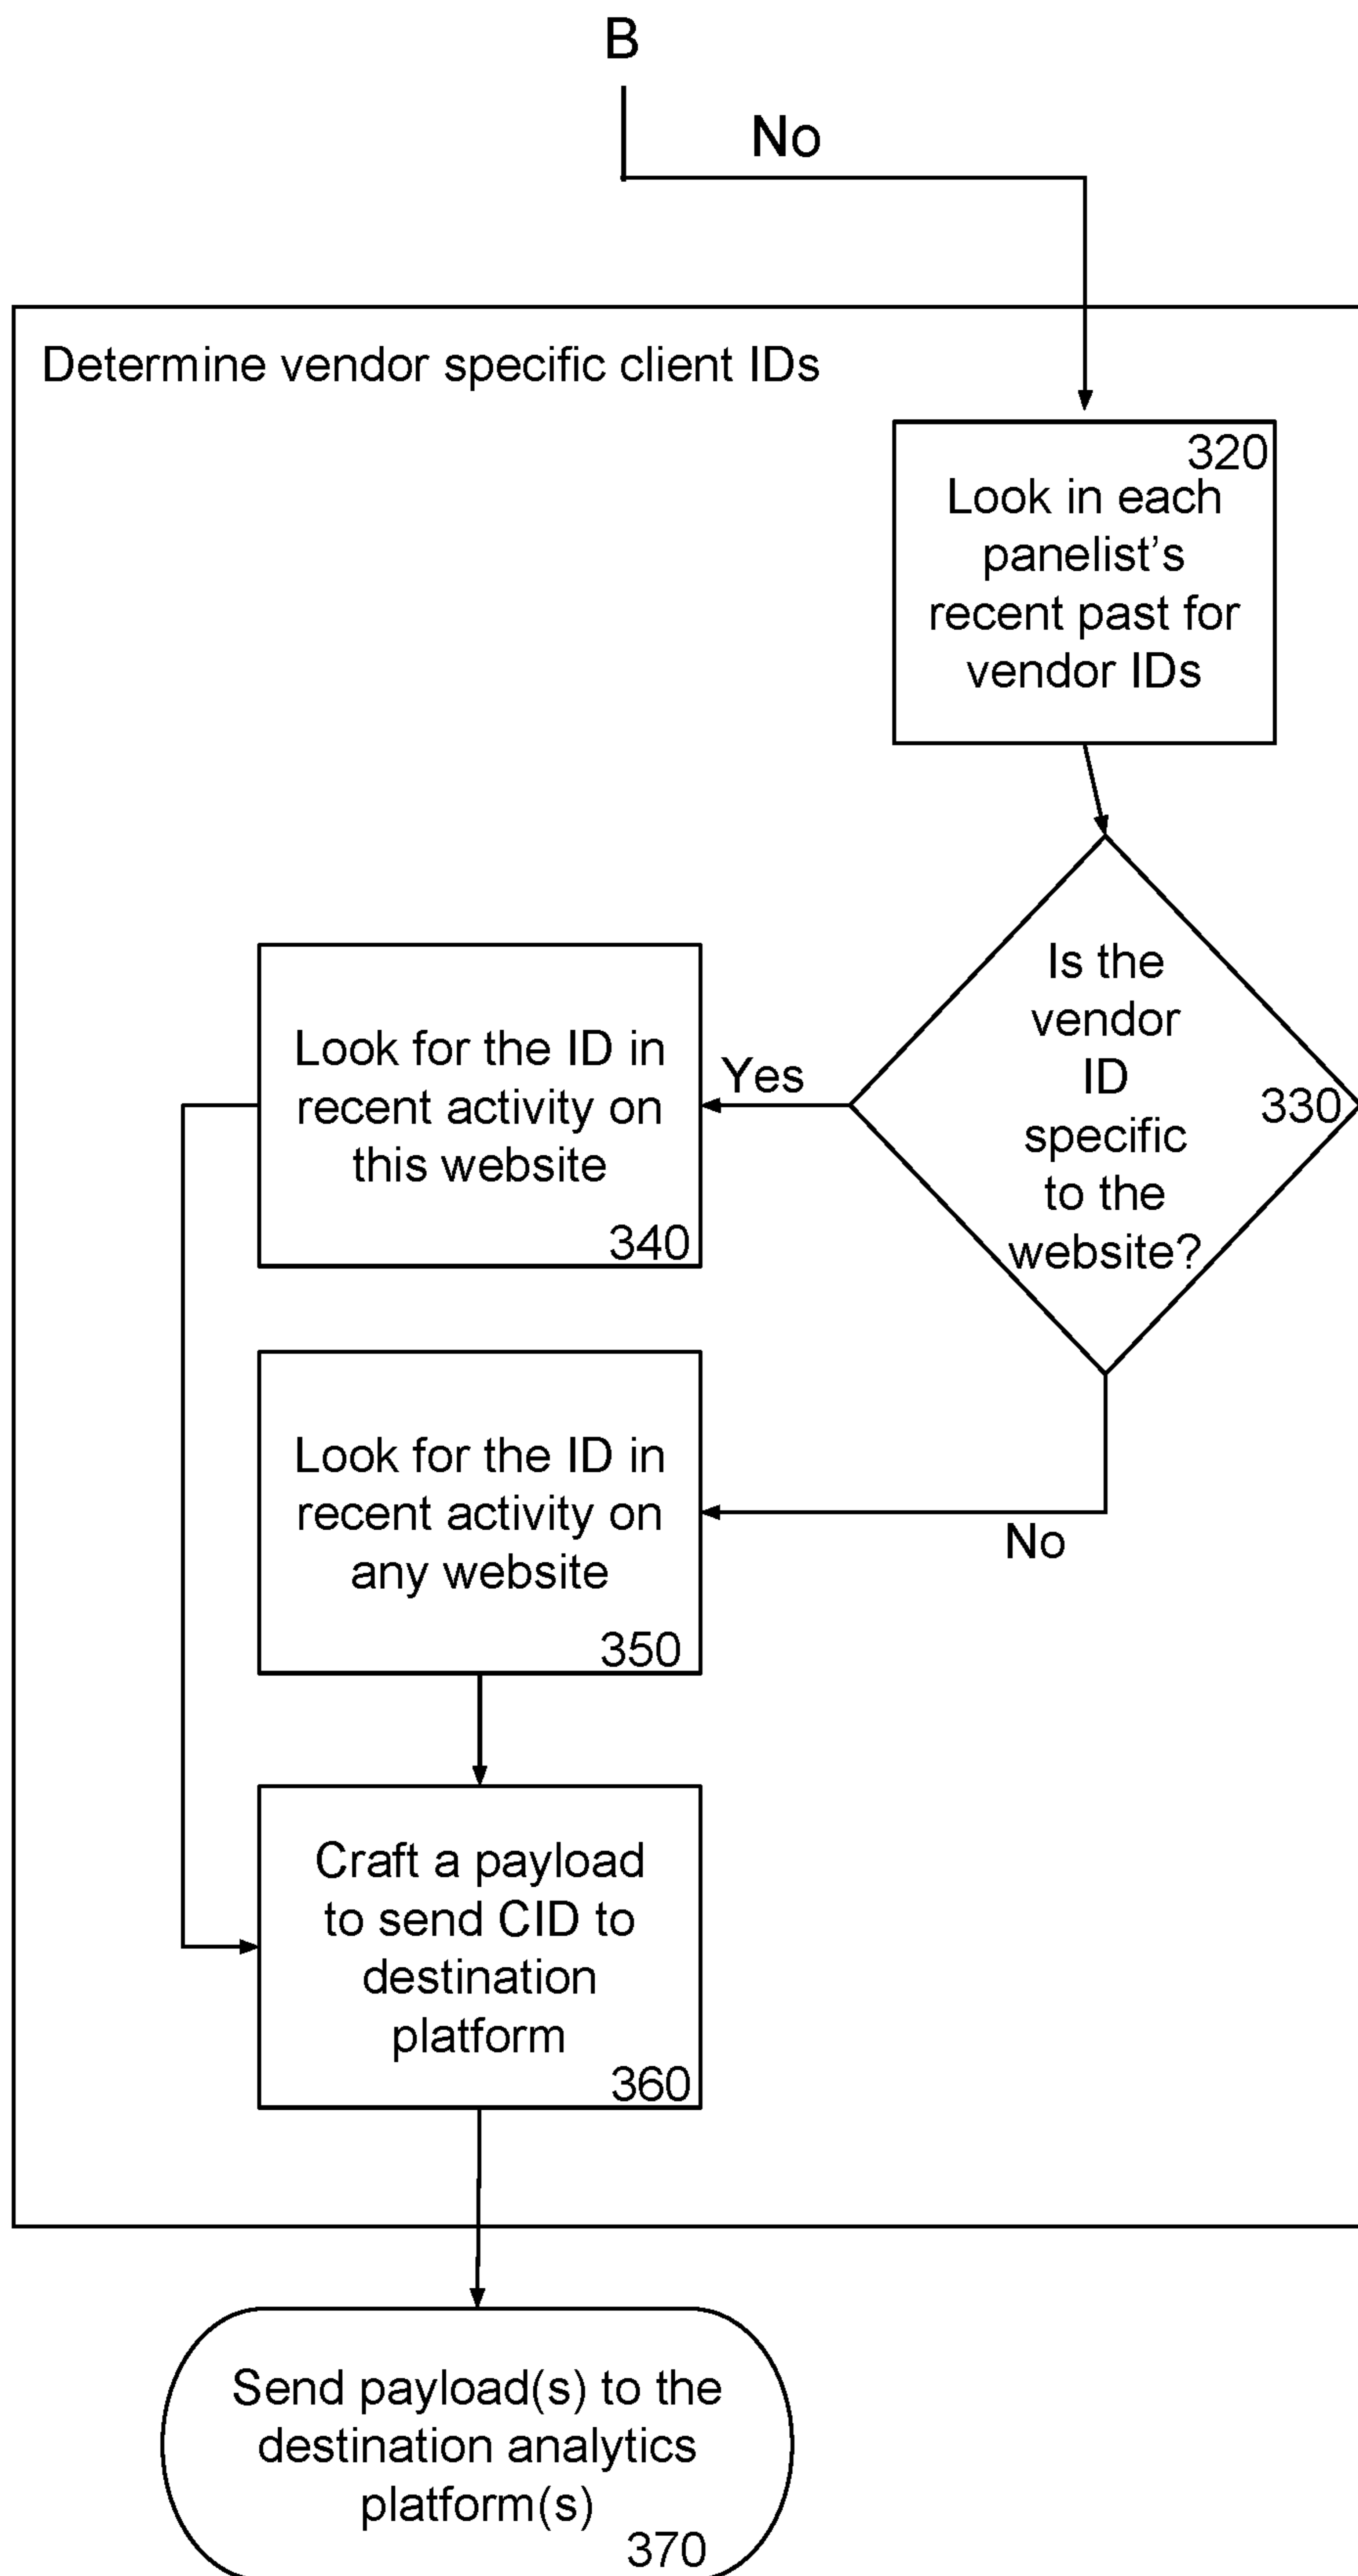 B
No
Determine vendor specific client IDs
320
Look in each
panelist's
recent past for
vendor IDs
Is the
vendor
ID
specific
to the
website?
330
Yes
Look for the ID in
recent activity on
this website
340
No
Look for the ID in
recent activity on
any website
350
Craft a payload
to send CID to
destination
platform
360
Send payload(s) to the
destination analytics
platform(s)
370